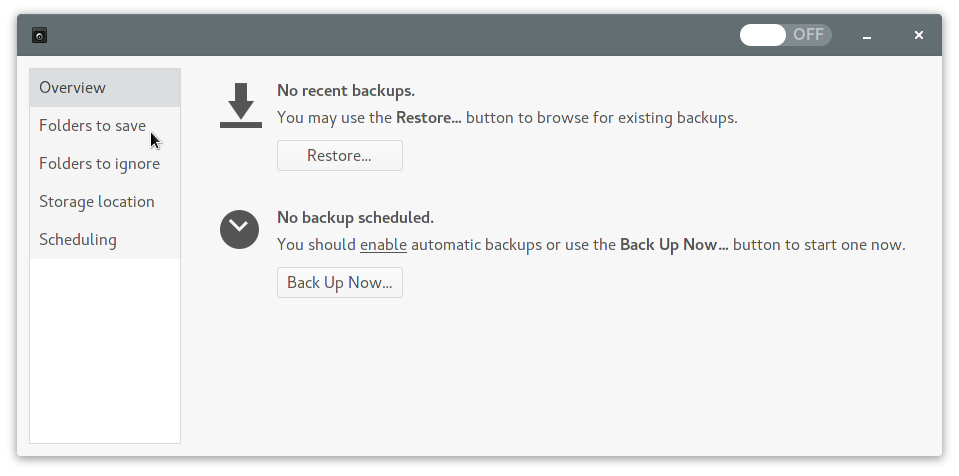 OFF
Overview
Folders to save
Folders to ignore
Storage location
Scheduling
No recent backups.
You may use the Restore... button to browse for existing backups.
Restore...
No backup scheduled.
You should enable automatic backups or use the Back Up Now... button to start one now.
Back Up Now...